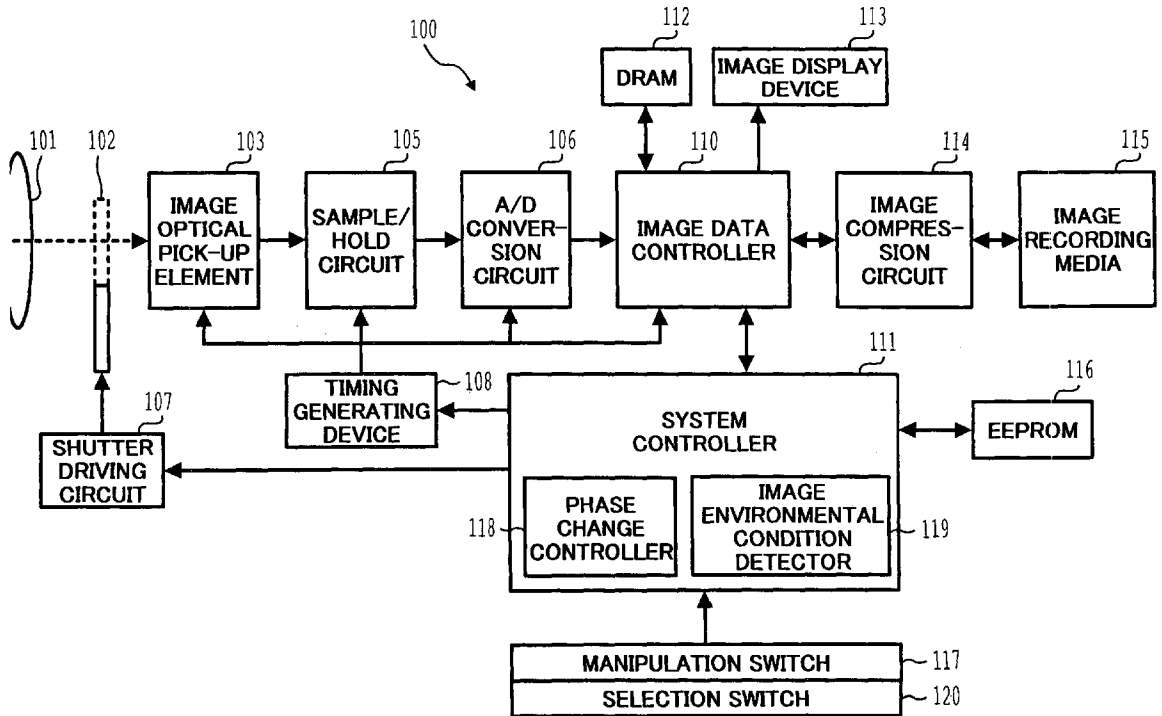 100
112
113
DRAM
IMAGE DISPLAY
DEVICE
101
102
103
105
106
110
114
115
IMAGE
OPTICAL
PICK-UP
ELEMENT
SAMPLE/
HOLD
CIRCUIT
A/D
CONVER-
SION
CIRCUIT
IMAGE DATA
CONTROLLER
IMAGE
COMPRES-
SION
CIRCUIT
IMAGE
RECORDING
MEDIA
107
SHUTTER
DRIVING
CIRCUIT
108
TIMING
GENERATING
DEVICE
111
SYSTEM
CONTROLLER
116
EEPROM
118
PHASE
CHANGE
CONTROLLER
IMAGE
ENVIRONMENTAL
CONDITION
DETECTOR
119
MANIPULATION SWITCH
117
SELECTION SWITCH
120